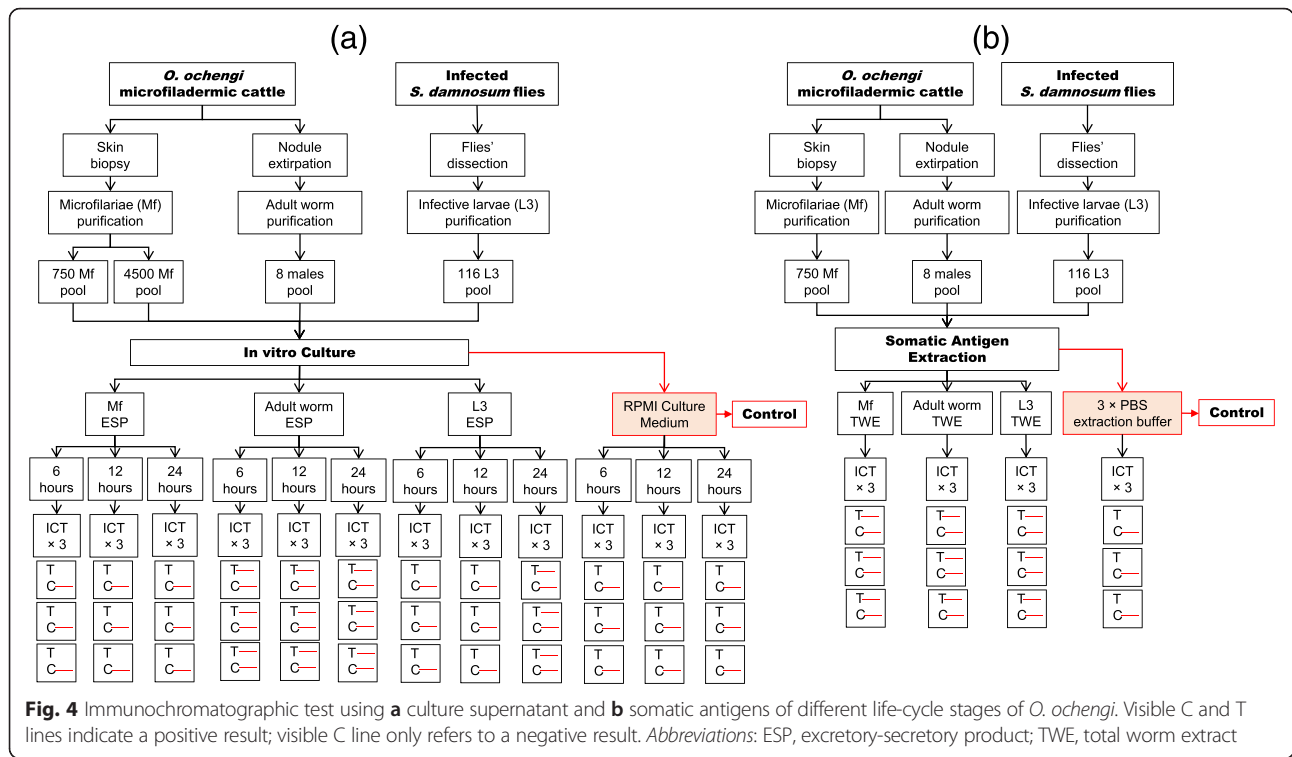 (a)
O. ochengi
microfiladermic cattle
Infected
S. damnosum flies
Skin
biopsy
Nodule
extirpation
Flies'
dissection
Microfilariae (Mf)
purification
Adult worm
purification
Infective larvae (L3)
purification
750 Mf
pool
4500 Mf
pool
8 males
pool
116 L3
pool
In vitro Culture
Mf
ESP
Adult worm
ESP
L3
ESP
RPMI Culture
Medium
Control
6
hours
12
hours
24
hours
6
hours
12
hours
24
hours
6
hours
12
hours
24
hours
6
hours
12
hours
24
hours
ICT
× 3
ICT
× 3
ICT
× 3
ICT
× 3
ICT
× 3
ICT
× 3
ICT
× 3
ICT
× 3
ICT
× 3
ICT
× 3
ICT
× 3
ICT
× 3
T
C
T
C
T
C
T
C
T
C
T
C
T
C
T
C
T
C
T
C
T
C
T
C
T
C
T
C
T
C
T
C
T
C
T
C
T
C
T
C
T
C
T
C
T
C
T
C
T
C
T
C
T
C
T
C
T
C
T
C
T
C
T
C
T
C
T
C
T
C
T
C
(b)
O. ochengi
microfiladermic cattle
Infected
S. damnosum flies
Skin
biopsy
Nodule
extirpation
Flies'
dissection
Microfilariae (Mf)
purification
Adult worm
purification
Infective larvae (L3)
purification
750 Mf
pool
8 males
pool
116 L3
pool
Somatic Antigen
Extraction
Mf
TWE
Adult worm
TWE
L3
TWE
3 × PBS
extraction buffer
Control
ICT
× 3
ICT
× 3
ICT
× 3
ICT
× 3
T
C
T
C
T
C
T
C
T
C
T
C
T
C
T
C
T
C
T
C
T
C
T
C
Fig. 4 Immunochromatographic test using a culture supernatant and b somatic antigens of different life-cycle stages of O. ochengi. Visible C and T
lines indicate a positive result; visible C line only refers to a negative result. Abbreviations: ESP, excretory-secretory product; TWE, total worm extract